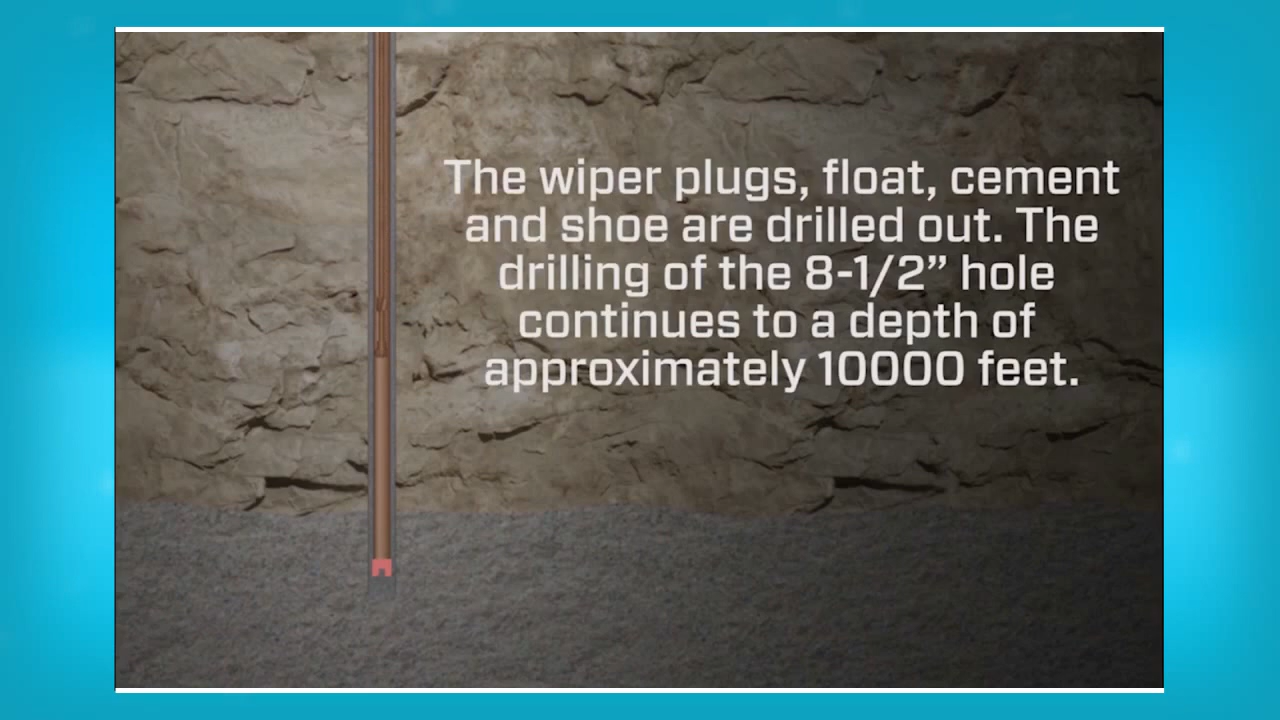 The wiper plugs, float, cement
and shoe are drilled out. The
drilling of the 8-1/2” hole
continues to a depth of
approximately 10000 feet.